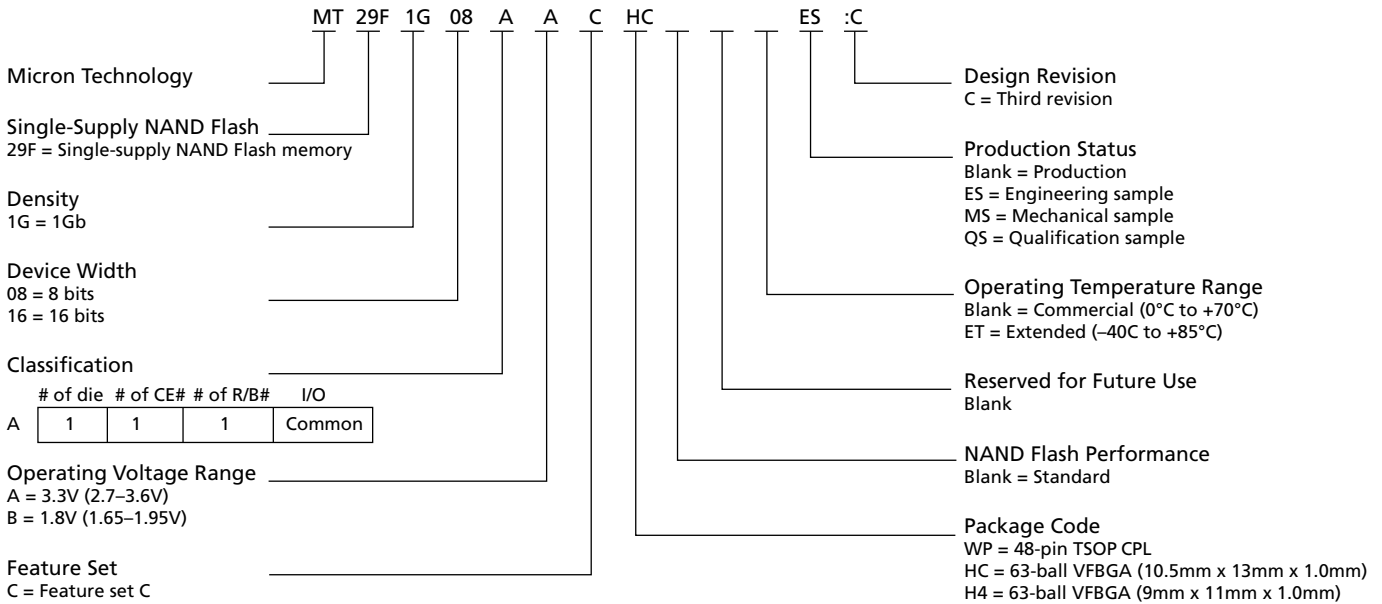 MT 29F 1G 08 A A C HC ES :C
Micron Technology
Single-Supply NAND Flash
29F = Single-supply NAND Flash memory
Density
1G = 1Gb
Device Width
08 = 8 bits
16 = 16 bits
Classification
# of die # of CE# # of R/B# I/O
A 1 1 1 Common
Operating Voltage Range
A = 3.3V (2.7–3.6V)
B = 1.8V (1.65–1.95V)
Feature Set
C = Feature set C
Design Revision
C = Third revision
Production Status
Blank = Production
ES = Engineering sample
MS = Mechanical sample
QS = Qualification sample
Operating Temperature Range
Blank = Commercial (0°C to +70°C)
ET = Extended (–40C to +85°C)
Reserved for Future Use
Blank
NAND Flash Performance
Blank = Standard
Package Code
WP = 48-pin TSOP CPL
HC = 63-ball VFBGA (10.5mm x 13mm x 1.0mm)
H4 = 63-ball VFBGA (9mm x 11mm x 1.0mm)